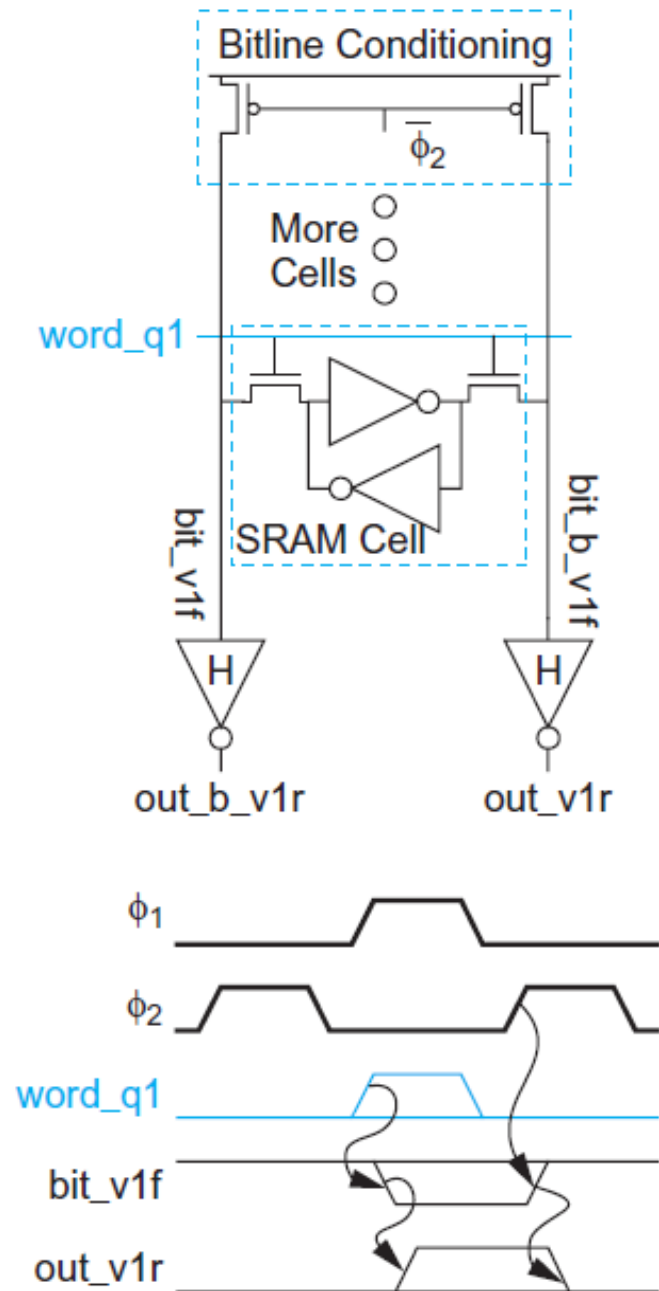 Bitline Conditioning
ϕ̅₂
More
Cells
word_q1
bit_v1f
bit_b_v1f
SRAM Cell
H
H
out_b_v1r
out_v1r
ϕ₁
ϕ₂
word_q1
bit_v1f
out_v1r